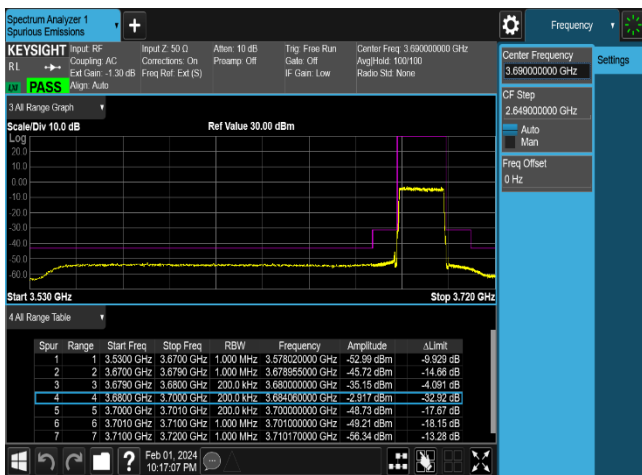 Spectrum Analyzer 1
Spurious Emissions
Frequency
KEYSIGHT Input: RF Input Z: 50 Ω Atten: 10 dB Trig: Free Run Center Freq: 3.690000000 GHz
RL Coupling: AC Corrections: On Preamp: Off Gate: Off Avg|Hold: 100/100
Ext Gain: -1.30 dB Freq Ref: Ext (S) IF Gain: Low Radio Std: None
PASS Align: Auto
Center Frequency
3.690000000 GHz
Settings
CF Step
2.649000000 GHz
Auto
Man
Freq Offset
0 Hz
3 All Range Graph
Scale/Div 10.0 dB Ref Value 30.00 dBm
Log
20.0
10.0
0.00
-10.0
-20.0
-30.0
-40.0
-50.0
-60.0
Start 3.530 GHz Stop 3.720 GHz
4 All Range Table
Spur Range Start Freq Stop Freq RBW Frequency Amplitude ΔLimit
1 1 3.5300 GHz 3.6700 GHz 1.000 MHz 3.578020000 GHz -52.99 dBm -9.929 dB
2 2 3.6700 GHz 3.6790 GHz 1.000 MHz 3.678955000 GHz -45.72 dBm -14.66 dB
3 3 3.6790 GHz 3.6800 GHz 200.0 kHz 3.680000000 GHz -35.15 dBm -4.091 dB
4 4 3.6800 GHz 3.7000 GHz 200.0 kHz 3.684060000 GHz -2.917 dBm -32.92 dB
5 5 3.7000 GHz 3.7010 GHz 200.0 kHz 3.700000000 GHz -48.73 dBm -17.67 dB
6 6 3.7010 GHz 3.7100 GHz 1.000 MHz 3.701000000 GHz -49.21 dBm -18.15 dB
7 7 3.7100 GHz 3.7200 GHz 1.000 MHz 3.710170000 GHz -56.34 dBm -13.28 dB
?
Feb 01, 2024
10:17:07 PM